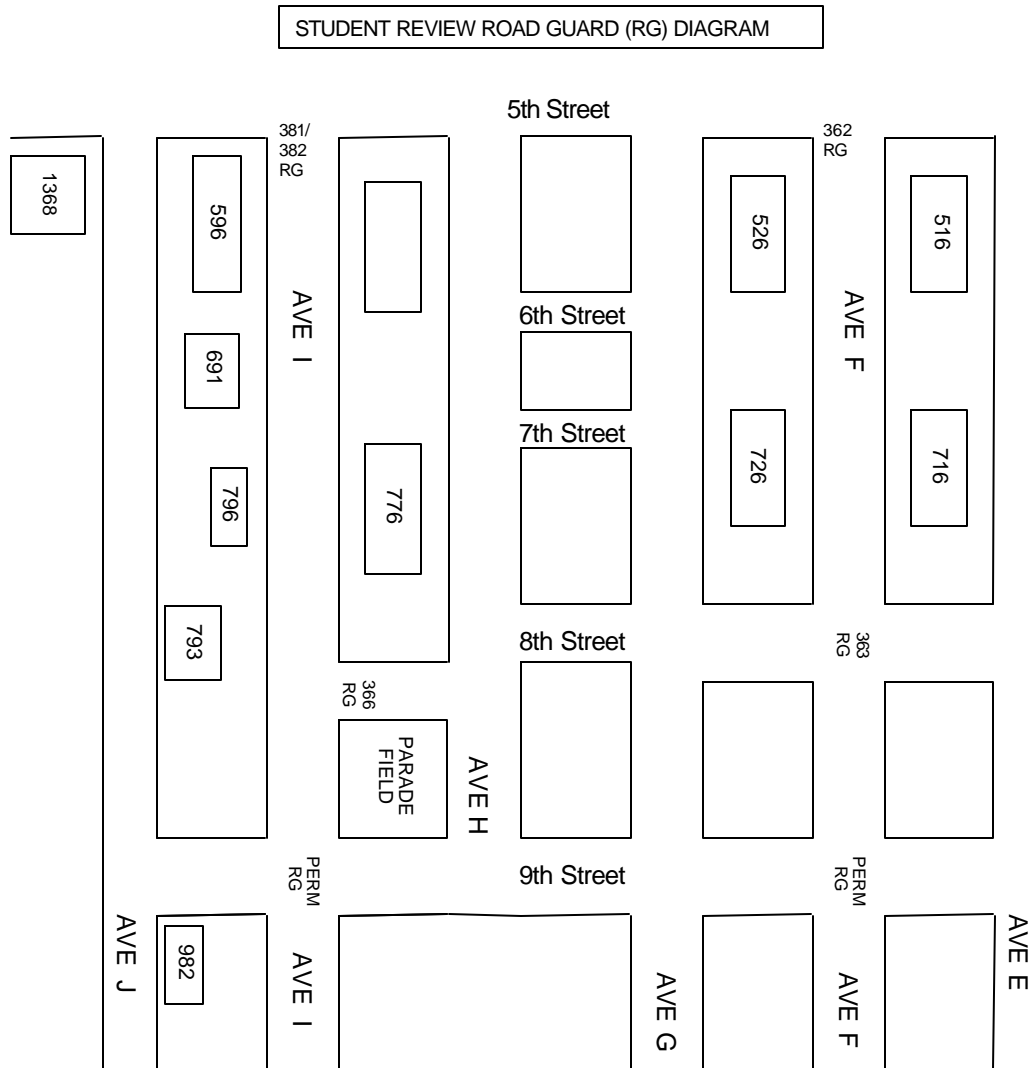 STUDENT REVIEW ROAD GUARD (RG) DIAGRAM
5th Street
381/
382
RG
362
RG
1368
596
526
516
AVE I
6th Street
AVE F
691
7th Street
796
776
726
716
793
8th Street
363
RG
366
RG
PARADE
FIELD
AVE H
PERM
RG
9th Street
PERM
RG
AVE J
982
AVE I
AVE G
AVE F
AVE E